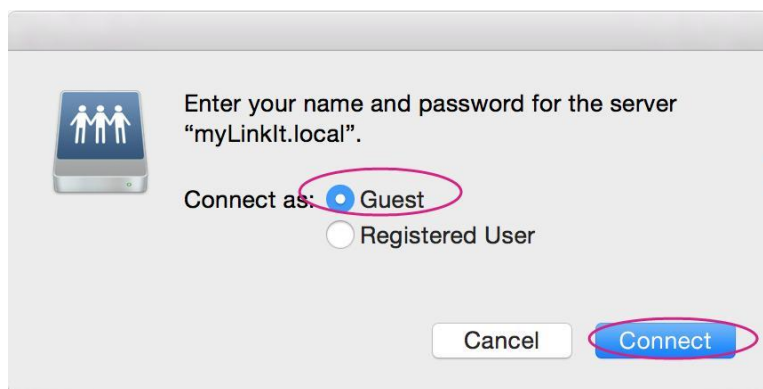 Enter your name and password for the server
“myLinkIt.local”.
Connect as: Guest
Registered User
Cancel Connect